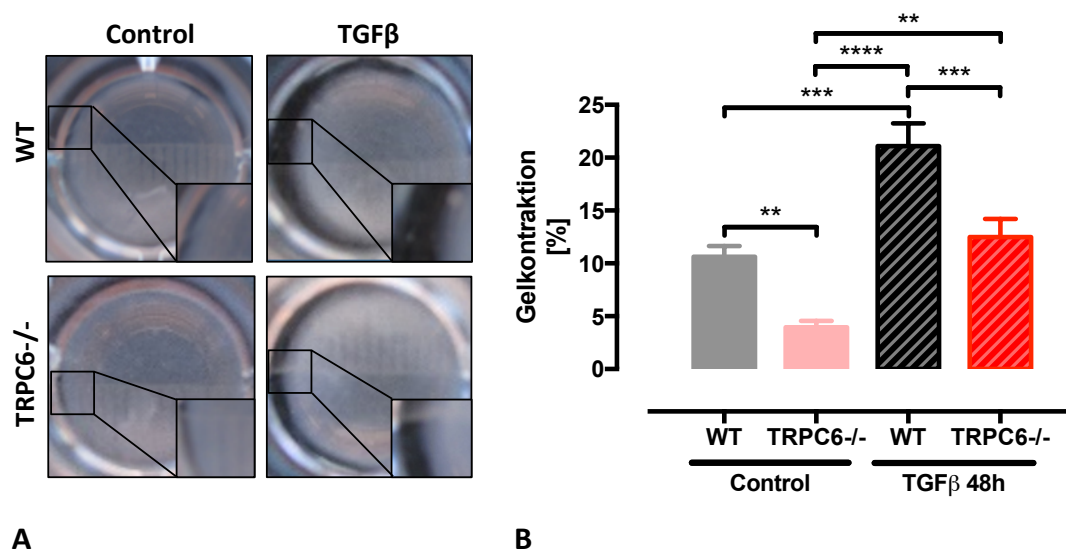 Control TGFβ
WT
TRPC6-/-
A
**
****
***
***
**
25
20
15
10
5
0
Gelkontraktion
[%]
WT TRPC6-/- WT TRPC6-/-
Control TGFβ 48h
B